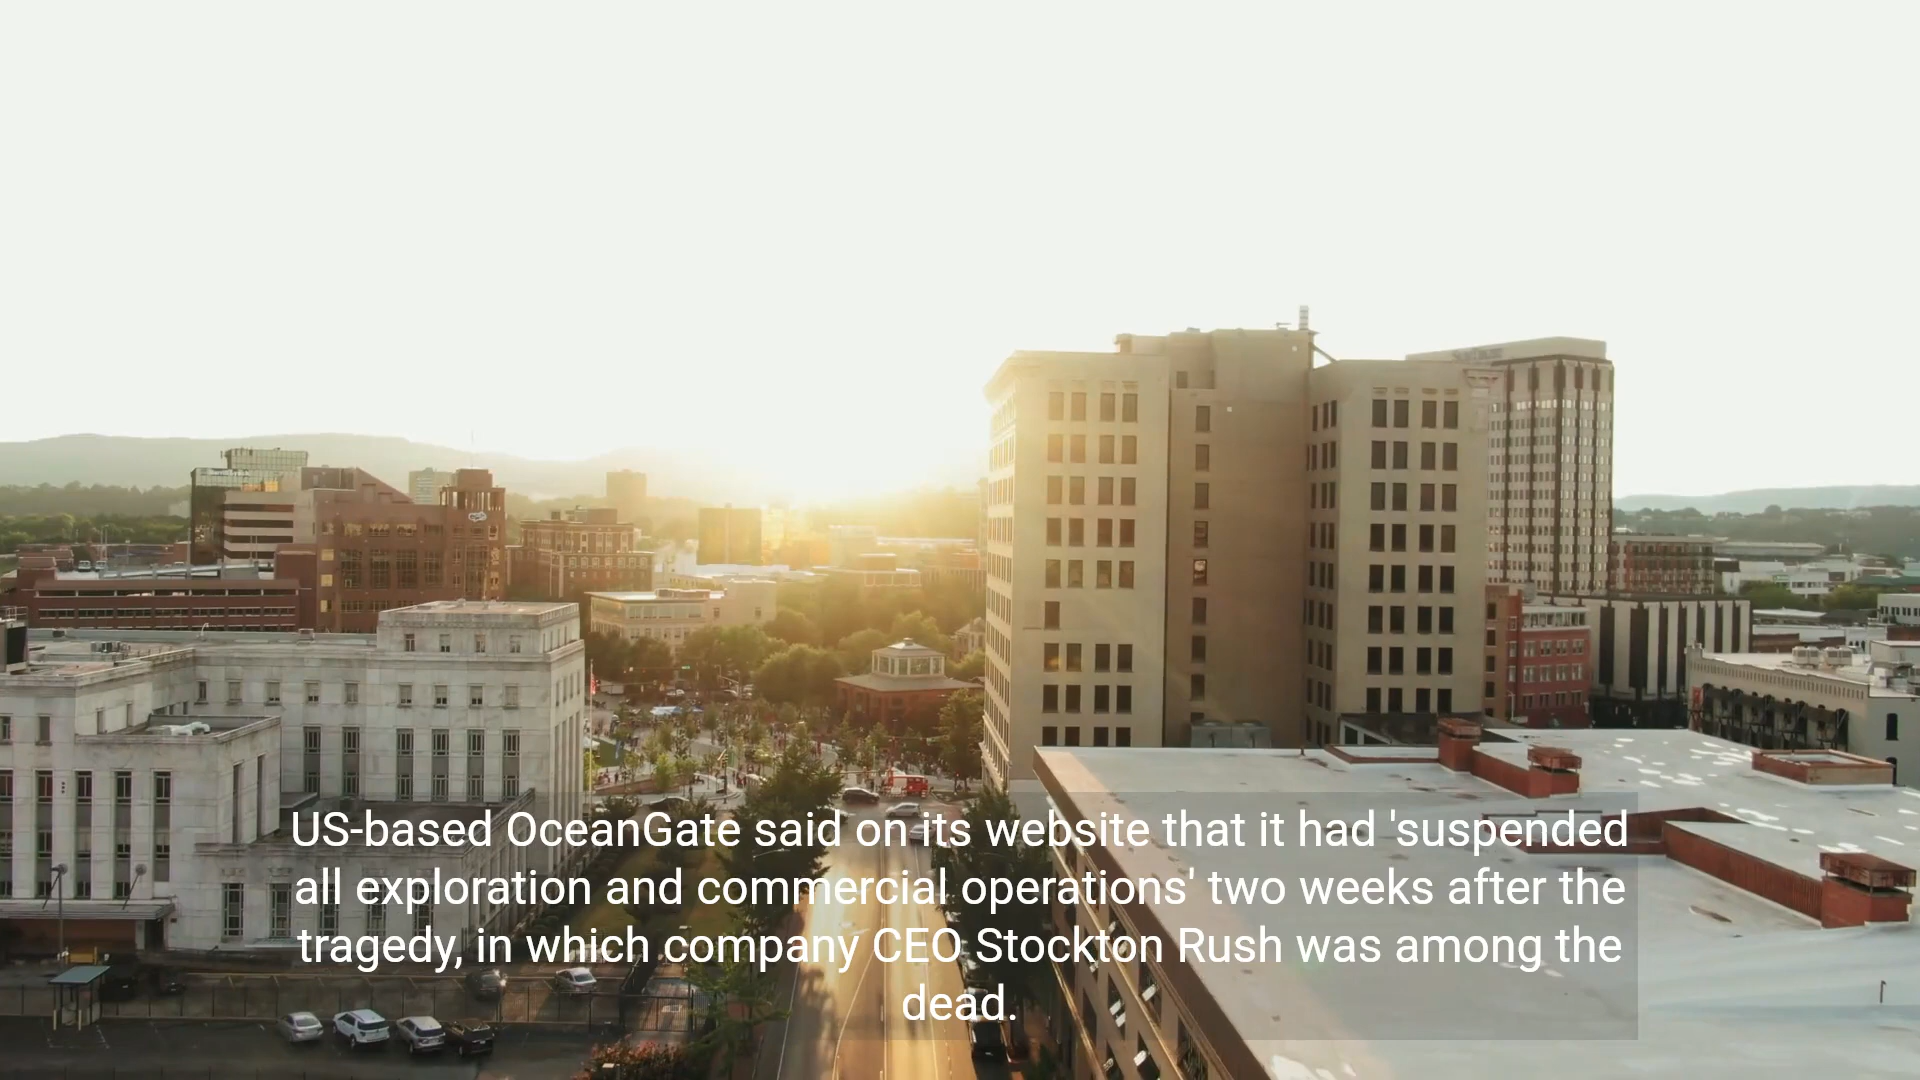 US-based OceanGate said on its website that it had 'suspended
all exploration and commercial operations' two weeks after the
tragedy, in which company CEO Stockton Rush was among the
dead.